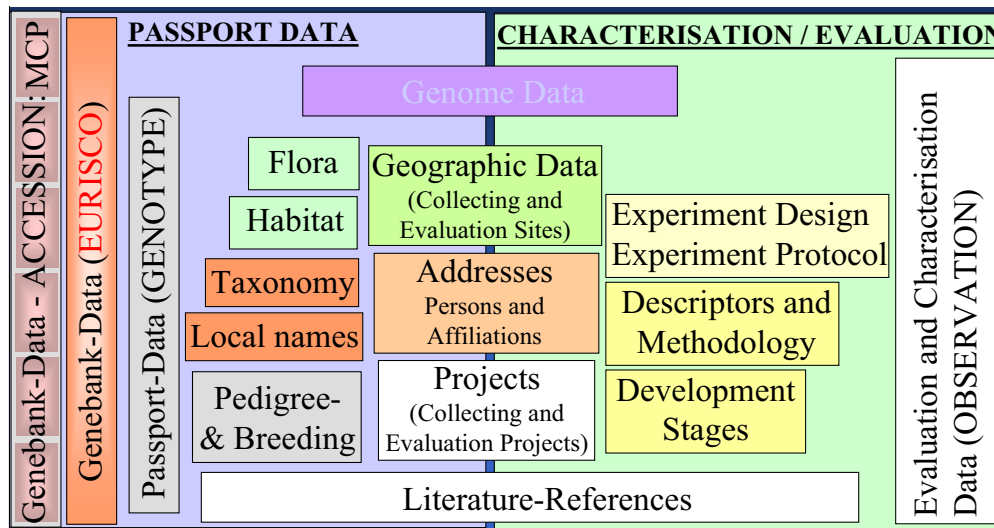 Genebank-Data - ACCESSION: MCP
Genebank-Data (EURISCO)
PASSPORT DATA
CHARACTERISATION / EVALUATION
Genome Data
Passport-Data (GENOTYPE)
Flora
Habitat
Taxonomy
Local names
Pedigree-
& Breeding
Geographic Data
(Collecting and
Evaluation Sites)
Addresses
Persons and
Affiliations
Projects
(Collecting and
Evaluation Projects)
Experiment Design
Experiment Protocol
Descriptors and
Methodology
Development
Stages
Evaluation and Characterisation
Data (OBSERVATION)
Literature-References